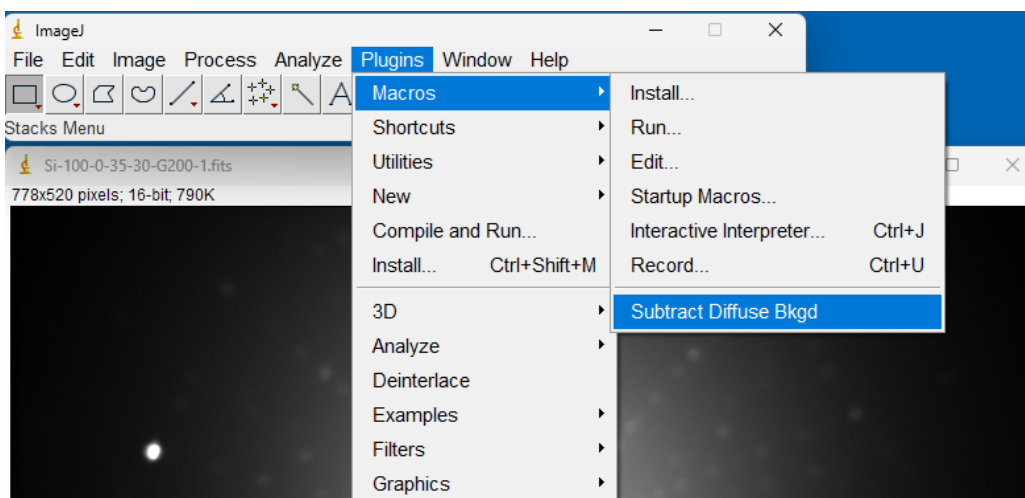 ImageJ
File Edit Image Process Analyze Plugins Window Help
A
Stacks Menu
Si-100-0-35-30-G200-1.fits
778x520 pixels; 16-bit; 790K
Macros
Shortcuts
Utilities
New
Compile and Run...
Install... Ctrl+Shift+M
3D
Analyze
Deinterlace
Examples
Filters
Graphics
Install...
Run...
Edit...
Startup Macros...
Interactive Interpreter... Ctrl+J
Record... Ctrl+U
Subtract Diffuse Bkgd